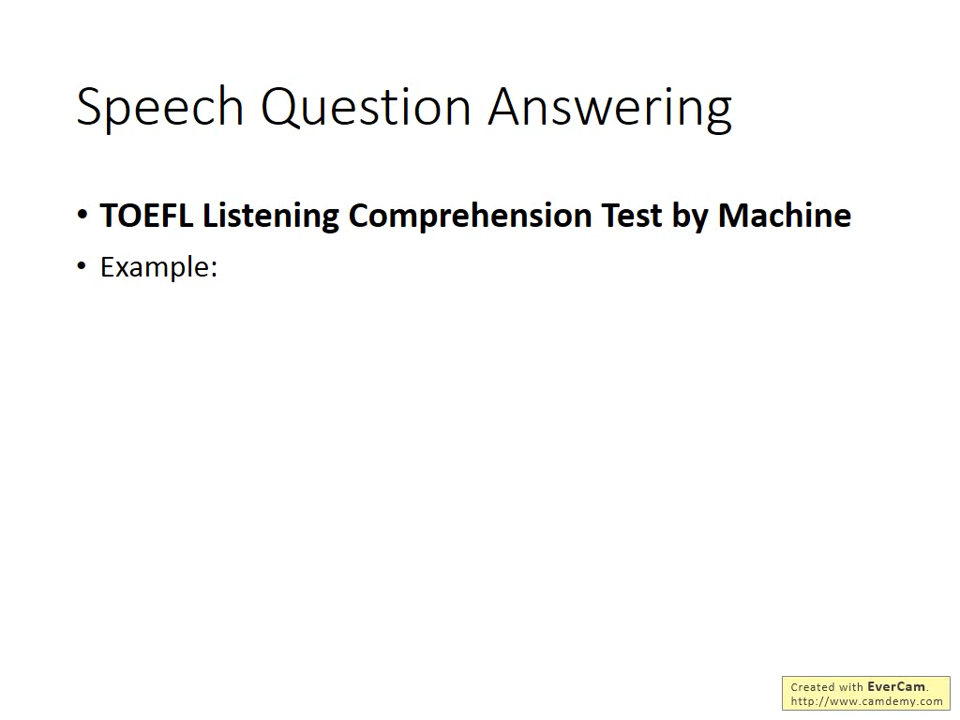 Speech Question Answering
• TOEFL Listening Comprehension Test by Machine
• Example:
Created with EverCam.
http://www.camdemy.com